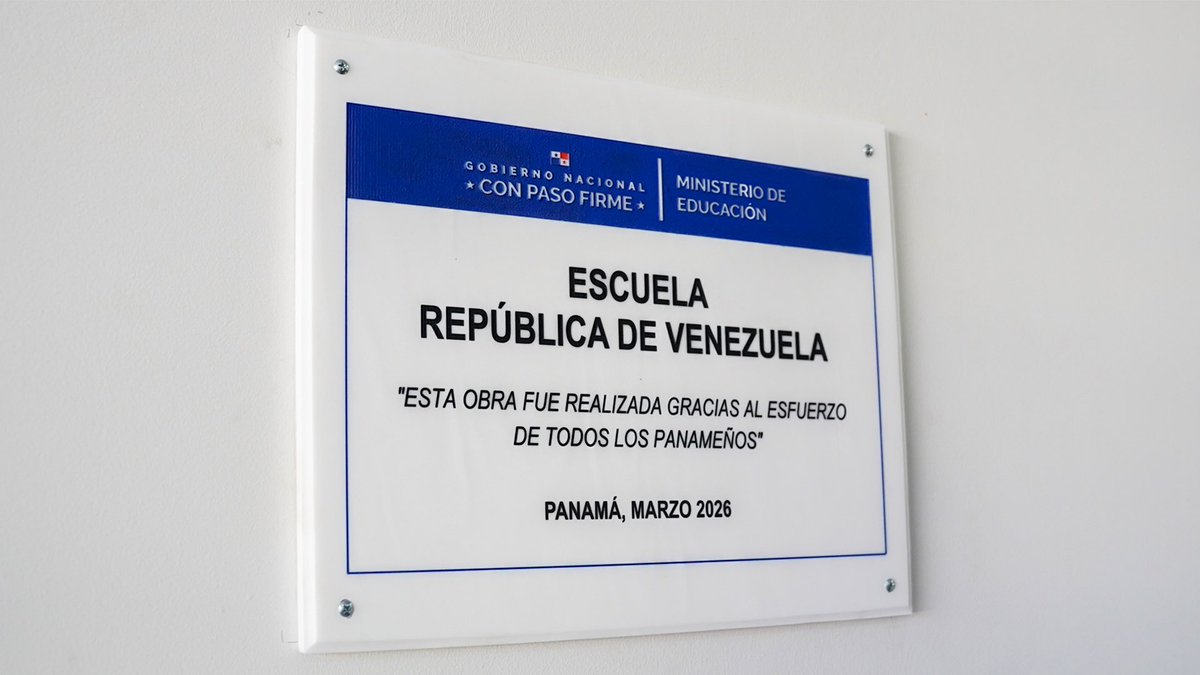 GOBIERNO NACIONAL
★ CON PASO FIRME ★
MINISTERIO DE
EDUCACIÓN
ESCUELA
REPÚBLICA DE VENEZUELA
"ESTA OBRA FUE REALIZADA GRACIAS AL ESFUERZO
DE TODOS LOS PANAMEÑOS"
PANAMÁ, MARZO 2026